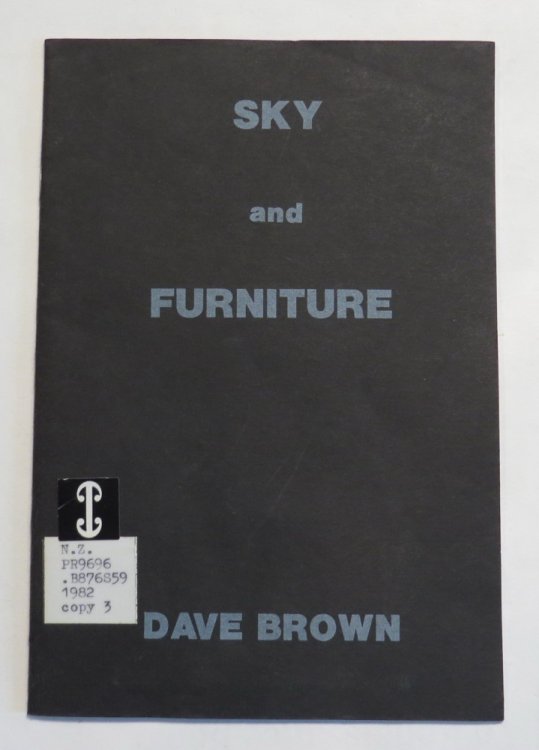 SKY
and
FURNITURE
N.Z.
PR9696
.B876S59
1982
copy 3
DAVE BROWN